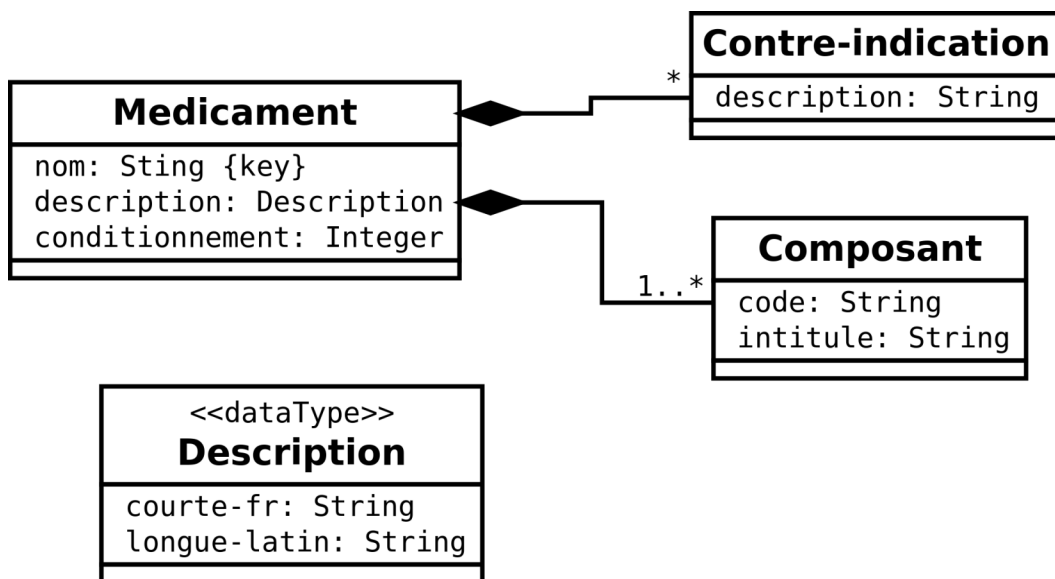 Medicament
nom: Sting {key}
description: Description
conditionnement: Integer
*
Contre-indication
description: String
1..*
Composant
code: String
intitule: String
<<dataType>>
Description
courte-fr: String
longue-latin: String